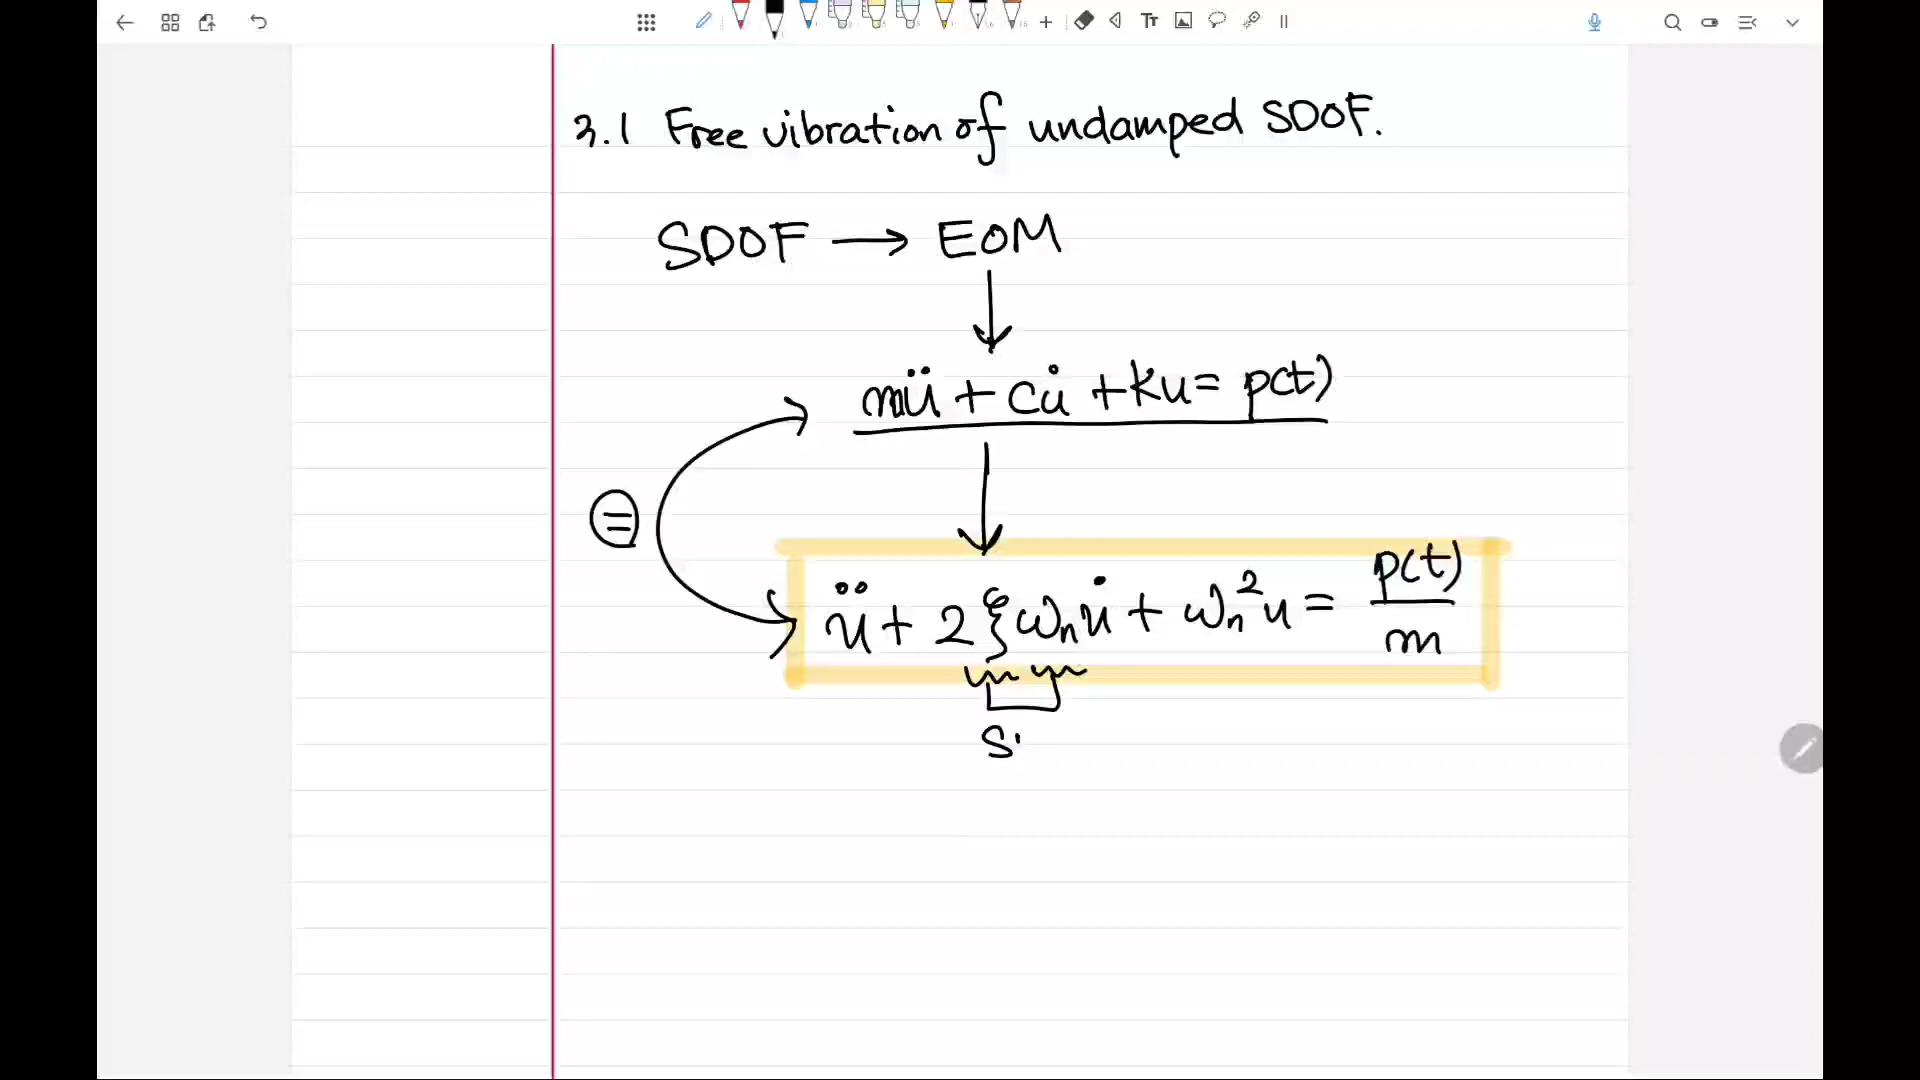 3.1 Free vibration of undamped SDOF.
SDOF → EOM
mü + cu̇ + ku = p(t)
=
ü + 2ξωₙu̇ + ωₙ²u = p(t)/m
S